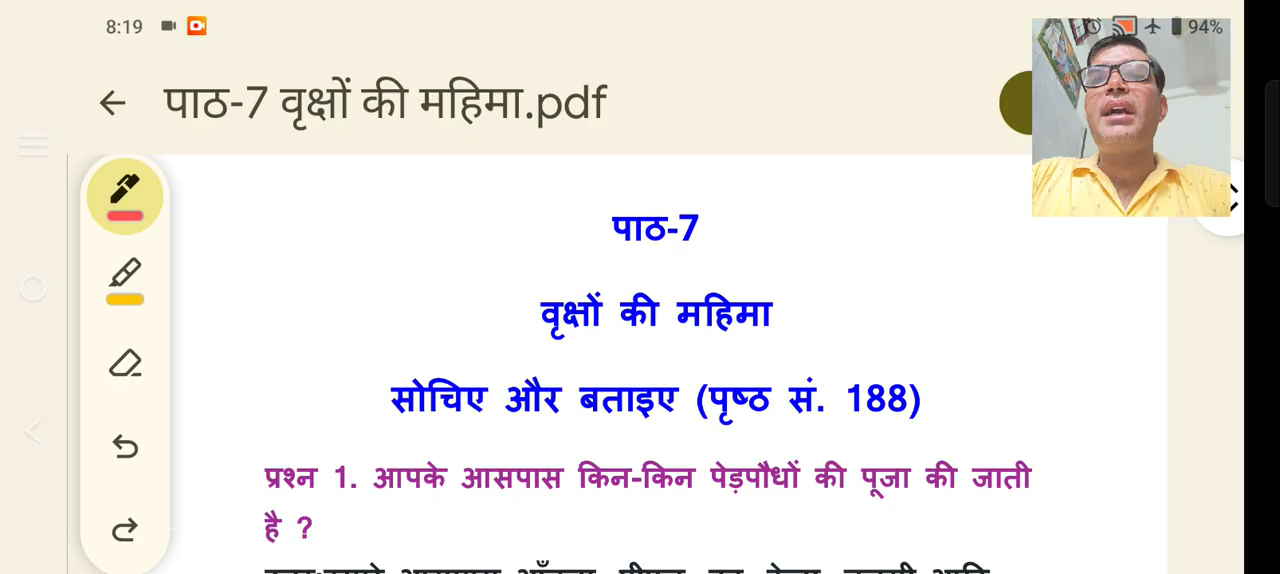 8:19
94%
पाठ-7 वृक्षों की महिमा.pdf
पाठ-7
वृक्षों की महिमा
सोचिए और बताइए (पृष्ठ सं. 188)
प्रश्न 1. आपके आसपास किन-किन पेड़पौधों की पूजा की जाती
है ?